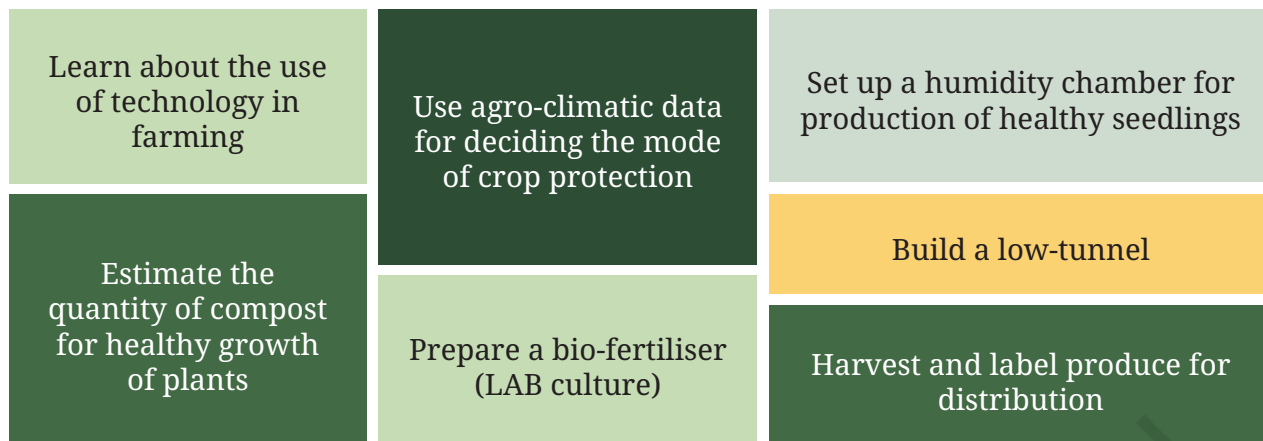 Learn about the use
of technology in
farming
Estimate the
quantity of compost
for healthy growth
of plants
Use agro-climatic data
for deciding the mode
of crop protection
Prepare a bio-fertiliser
(LAB culture)
Set up a humidity chamber for
production of healthy seedlings
Build a low-tunnel
Harvest and label produce for
distribution